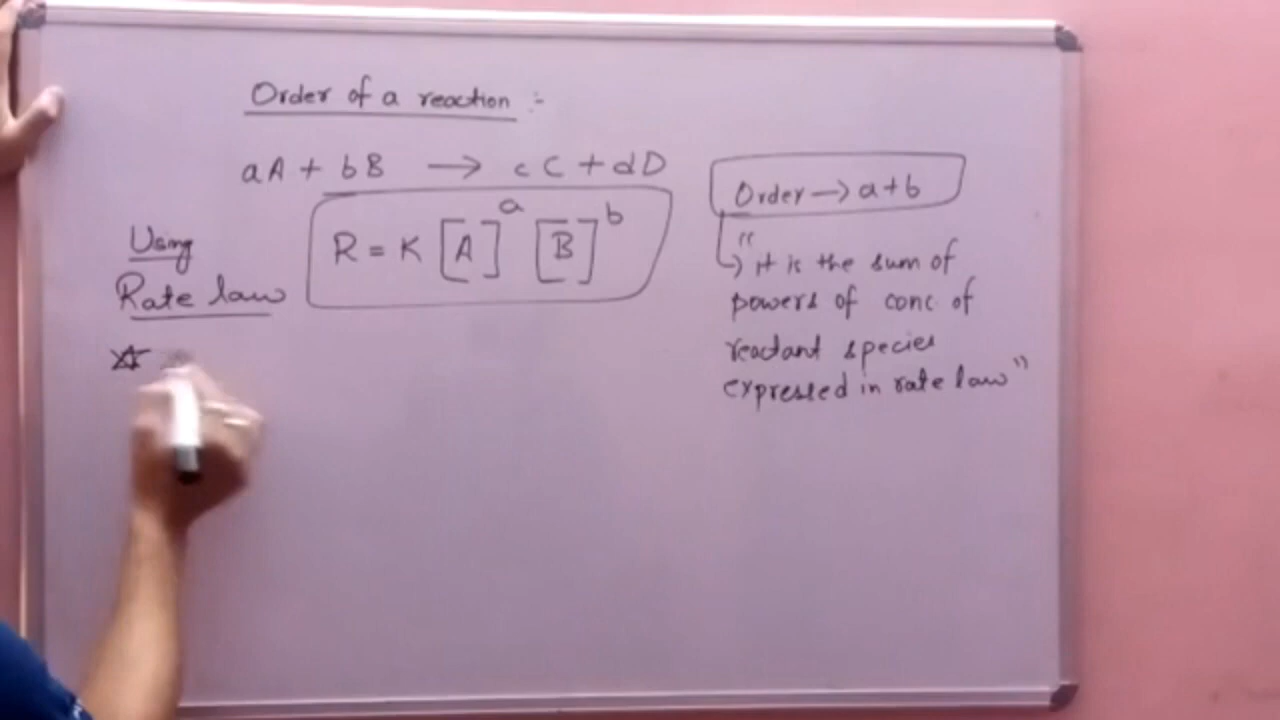 Order of a reaction :-
aA + bB → cC + dD
Using
Rate law
R = K [A]^a [B]^b
☆
Order → a+b
"it is the sum of
powers of conc of
reactant species
expressed in rate law"